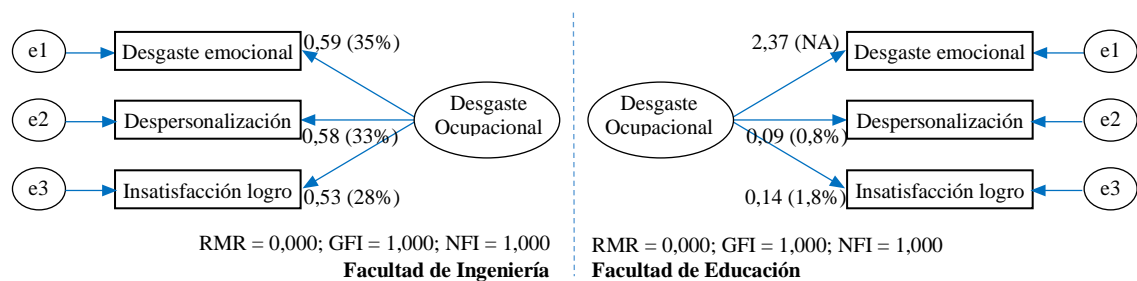 e1
Desgaste emocional
0,59 (35%)
e2
Despersonalización
0,58 (33%)
e3
Insatisfacción logro
0,53 (28%)
Desgaste
Ocupacional
RMR = 0,000; GFI = 1,000; NFI = 1,000
Facultad de Ingeniería
Desgaste
Ocupacional
2,37 (NA)
Desgaste emocional
e1
0,09 (0,8%)
Despersonalización
e2
0,14 (1,8%)
Insatisfacción logro
e3
RMR = 0,000; GFI = 1,000; NFI = 1,000
Facultad de Educación